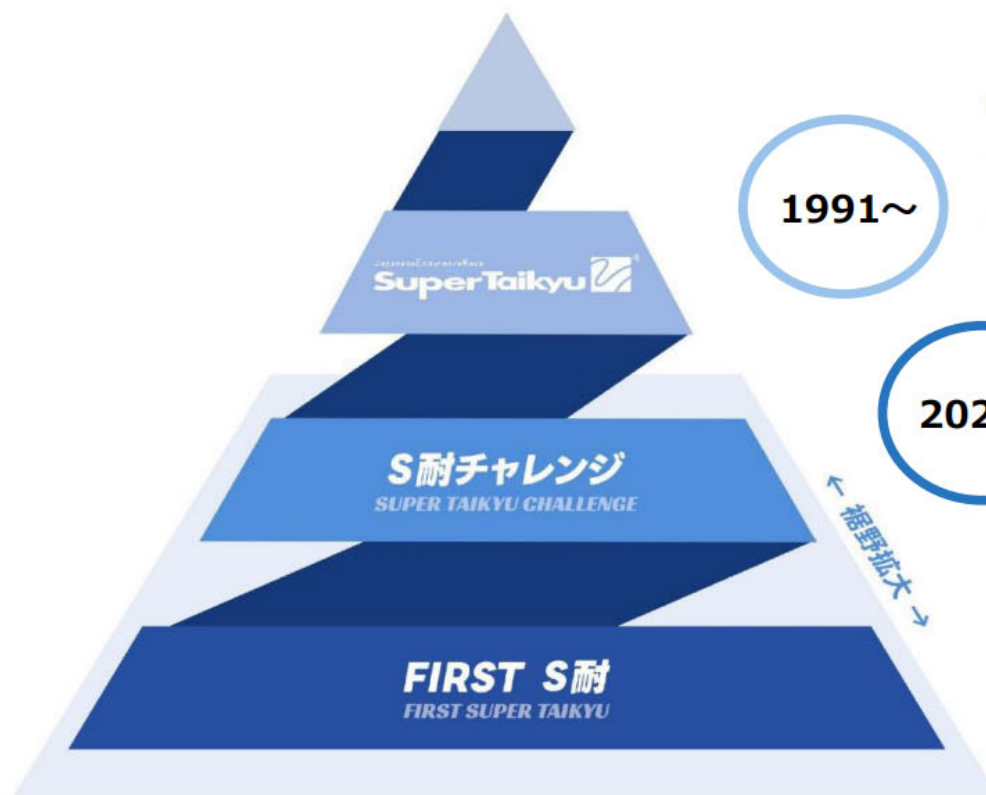 1991～
Japanese Endurance Race
SuperTaikyu
202
S耐チャレンジ
SUPER TAIKYU CHALLENGE
← 裾野拡大 →
FIRST S耐
FIRST SUPER TAIKYU